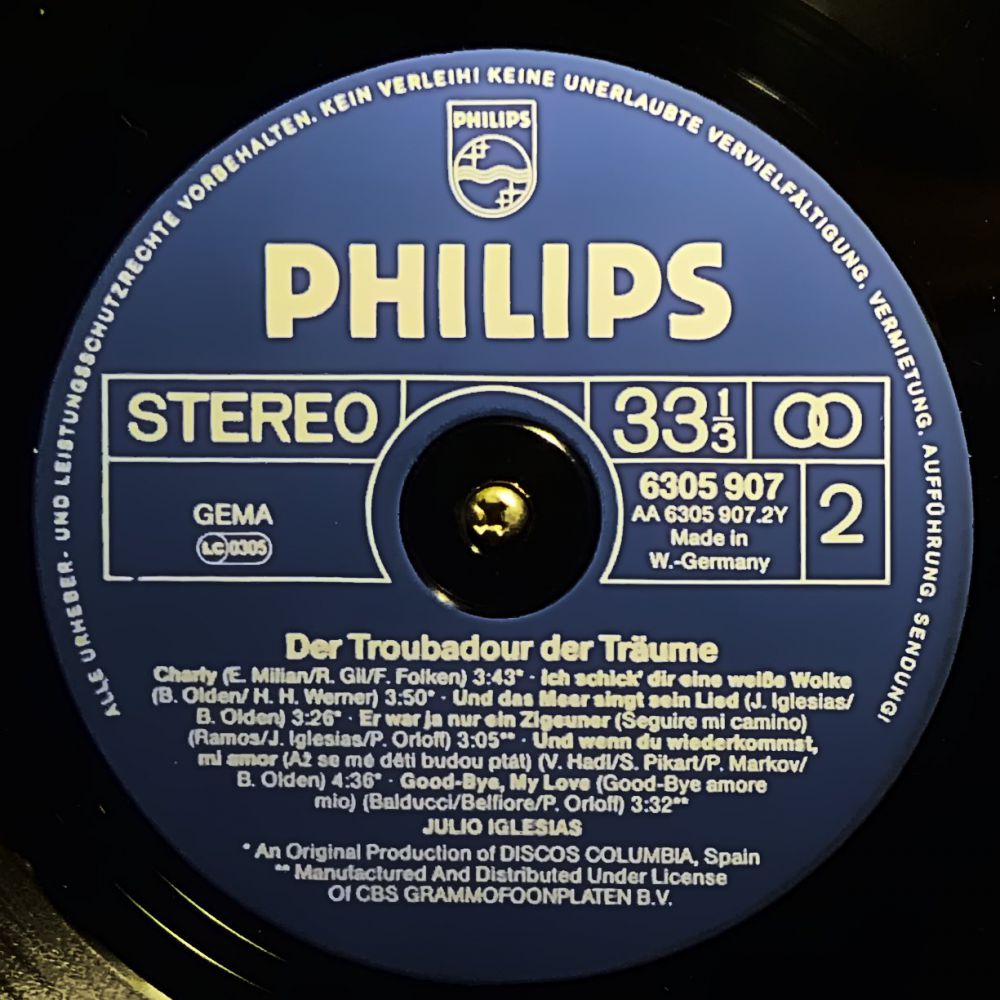 ALLE URHEBER- UND LEISTUNGSSCHUTZRECHTE VORBEHALTEN. KEIN VERLEIH! KEINE UNERLAUBTE VERVIELFÄLTIGUNG, VERMIETUNG, AUFFÜHRUNG, SENDUNG!
PHILIPS
PHILIPS
STEREO
33 1/3
GEMA
LC 0305
6305 907
AA 6305 907.2Y
Made in
W.-Germany
2
Der Troubadour der Träume
Charly (E. Milian/R. Gil/F. Folken) 3:43* · Ich schick' dir eine weiße Wolke
(B. Olden/ H. H. Werner) 3:50* · Und das Meer singt sein Lied (J. Iglesias/
B. Olden) 3:26* · Er war ja nur ein Zigeuner (Seguire mi camino)
(Ramos/J. Iglesias/P. Orloff) 3:05** · Und wenn du wiederkommst,
mi amor (Až se mé děti budou ptát) (V. Hadl/S. Pikart/P. Markov/
B. Olden) 4:36* · Good-Bye, My Love (Good-Bye amore
mio) (Balducci/Belfiore/P. Orloff) 3:32**
JULIO IGLESIAS
* An Original Production of DISCOS COLUMBIA, Spain
** Manufactured And Distributed Under License
Of CBS GRAMMOFOONPLATEN B.V.